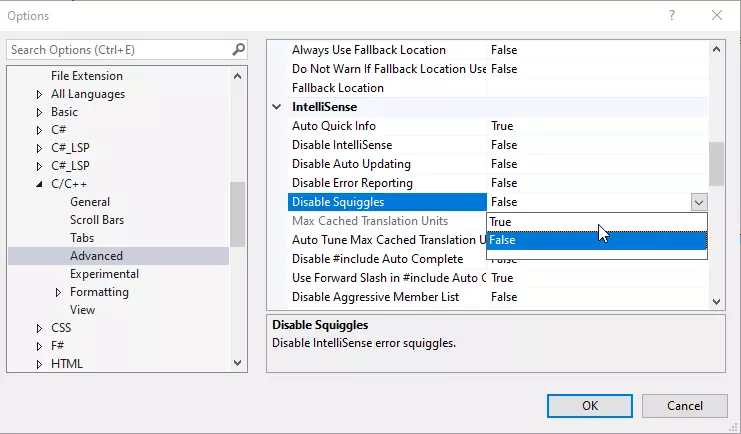 Options
Search Options (Ctrl+E)
File Extension
All Languages
Basic
C#
C#_LSP
C#_LSP
C/C++
General
Scroll Bars
Tabs
Advanced
Experimental
Formatting
View
CSS
F#
HTML
Always Use Fallback Location False
Do Not Warn If Fallback Location Use False
Fallback Location
IntelliSense
Auto Quick Info True
Disable IntelliSense False
Disable Auto Updating False
Disable Error Reporting False
Disable Squiggles False
Max Cached Translation Units True
Auto Tune Max Cached Translation U False
Disable #include Auto Complete
Use Forward Slash in #include Auto C True
Disable Aggressive Member List False
Disable Squiggles
Disable IntelliSense error squiggles.
OK Cancel